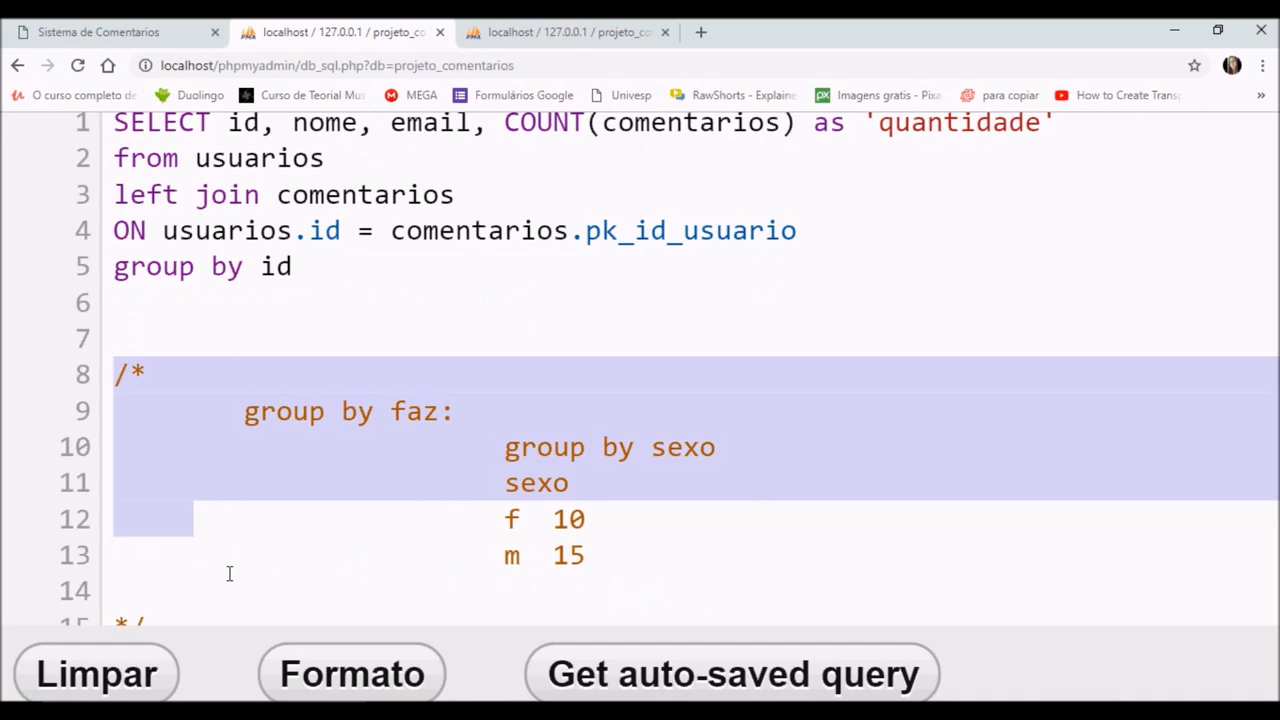 Sistema de Comentarios
localhost / 127.0.0.1 / projeto_co
localhost / 127.0.0.1 / projeto_co
localhost/phpmyadmin/db_sql.php?db=projeto_comentarios
O curso completo de
Duolingo
Curso de Teorial Mus
MEGA
Formulários Google
Univesp
RawShorts - Explaine
Imagens gratis - Pixa
para copiar
How to Create Transp
»
1 SELECT id, nome, email, COUNT(comentarios) as 'quantidade'
2 from usuarios
3 left join comentarios
4 ON usuarios.id = comentarios.pk_id_usuario
5 group by id
6
7
8 /*
9 group by faz:
10 group by sexo
11 sexo
12 f 10
13 m 15
14
15 */
Limpar
Formato
Get auto-saved query